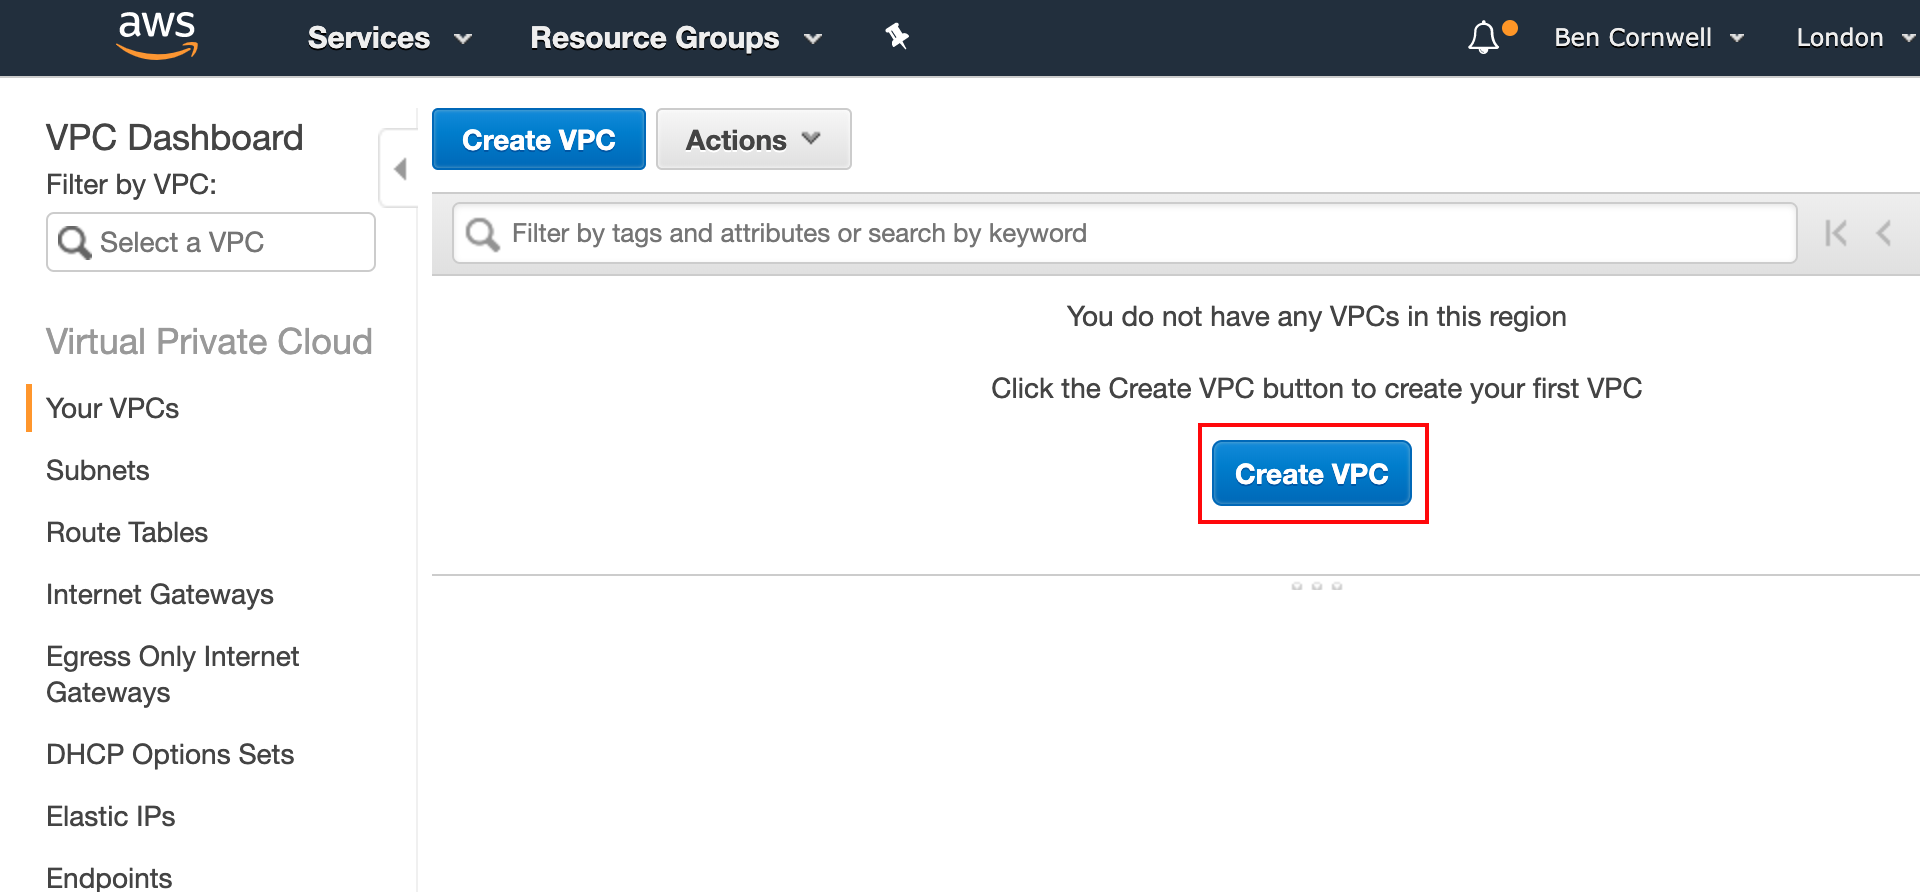 aws
Services
Resource Groups
Ben Cornwell
London
VPC Dashboard
Filter by VPC:
Select a VPC
Virtual Private Cloud
Your VPCs
Subnets
Route Tables
Internet Gateways
Egress Only Internet
Gateways
DHCP Options Sets
Elastic IPs
Endpoints
Create VPC
Actions
Filter by tags and attributes or search by keyword
You do not have any VPCs in this region
Click the Create VPC button to create your first VPC
Create VPC